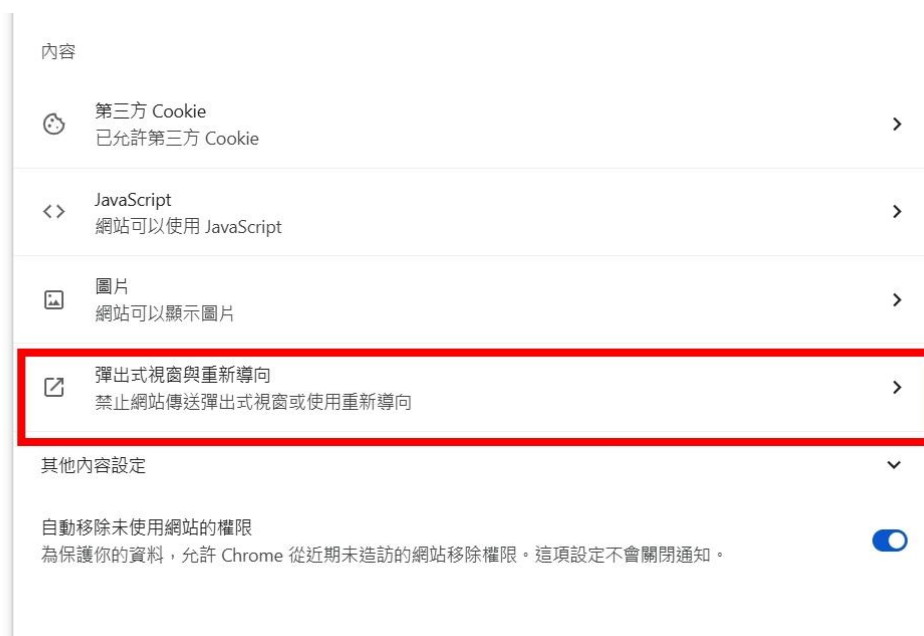 內容
第三方 Cookie
已允許第三方 Cookie
JavaScript
網站可以使用 JavaScript
圖片
網站可以顯示圖片
彈出式視窗與重新導向
禁止網站傳送彈出式視窗或使用重新導向
其他內容設定
自動移除未使用網站的權限
為保護你的資料，允許 Chrome 從近期未造訪的網站移除權限。這項設定不會關閉通知。